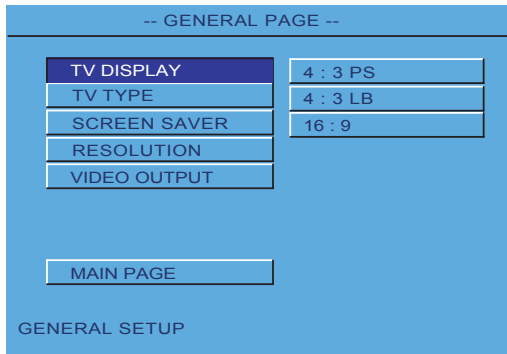 -- GENERAL PAGE --
TV DISPLAY
4 : 3 PS
TV TYPE
4 : 3 LB
SCREEN SAVER
16 : 9
RESOLUTION
VIDEO OUTPUT
MAIN PAGE
GENERAL SETUP